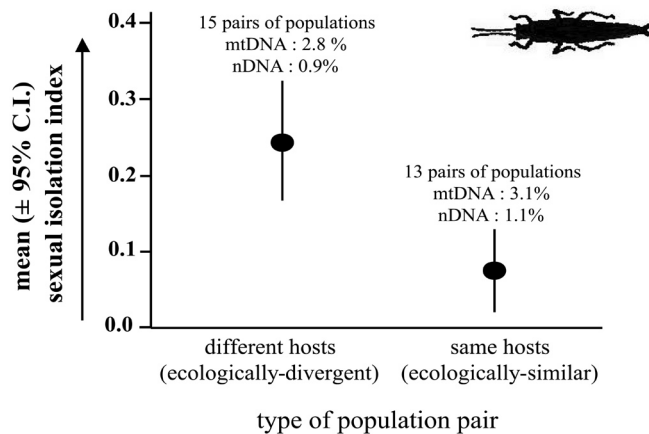 0.4
0.3
0.2
0.1
0.0
mean (± 95% C.I.)
sexual isolation index
15 pairs of populations
mtDNA : 2.8 %
nDNA : 0.9%
13 pairs of populations
mtDNA : 3.1%
nDNA : 1.1%
different hosts
(ecologically-divergent)
same hosts
(ecologically-similar)
type of population pair